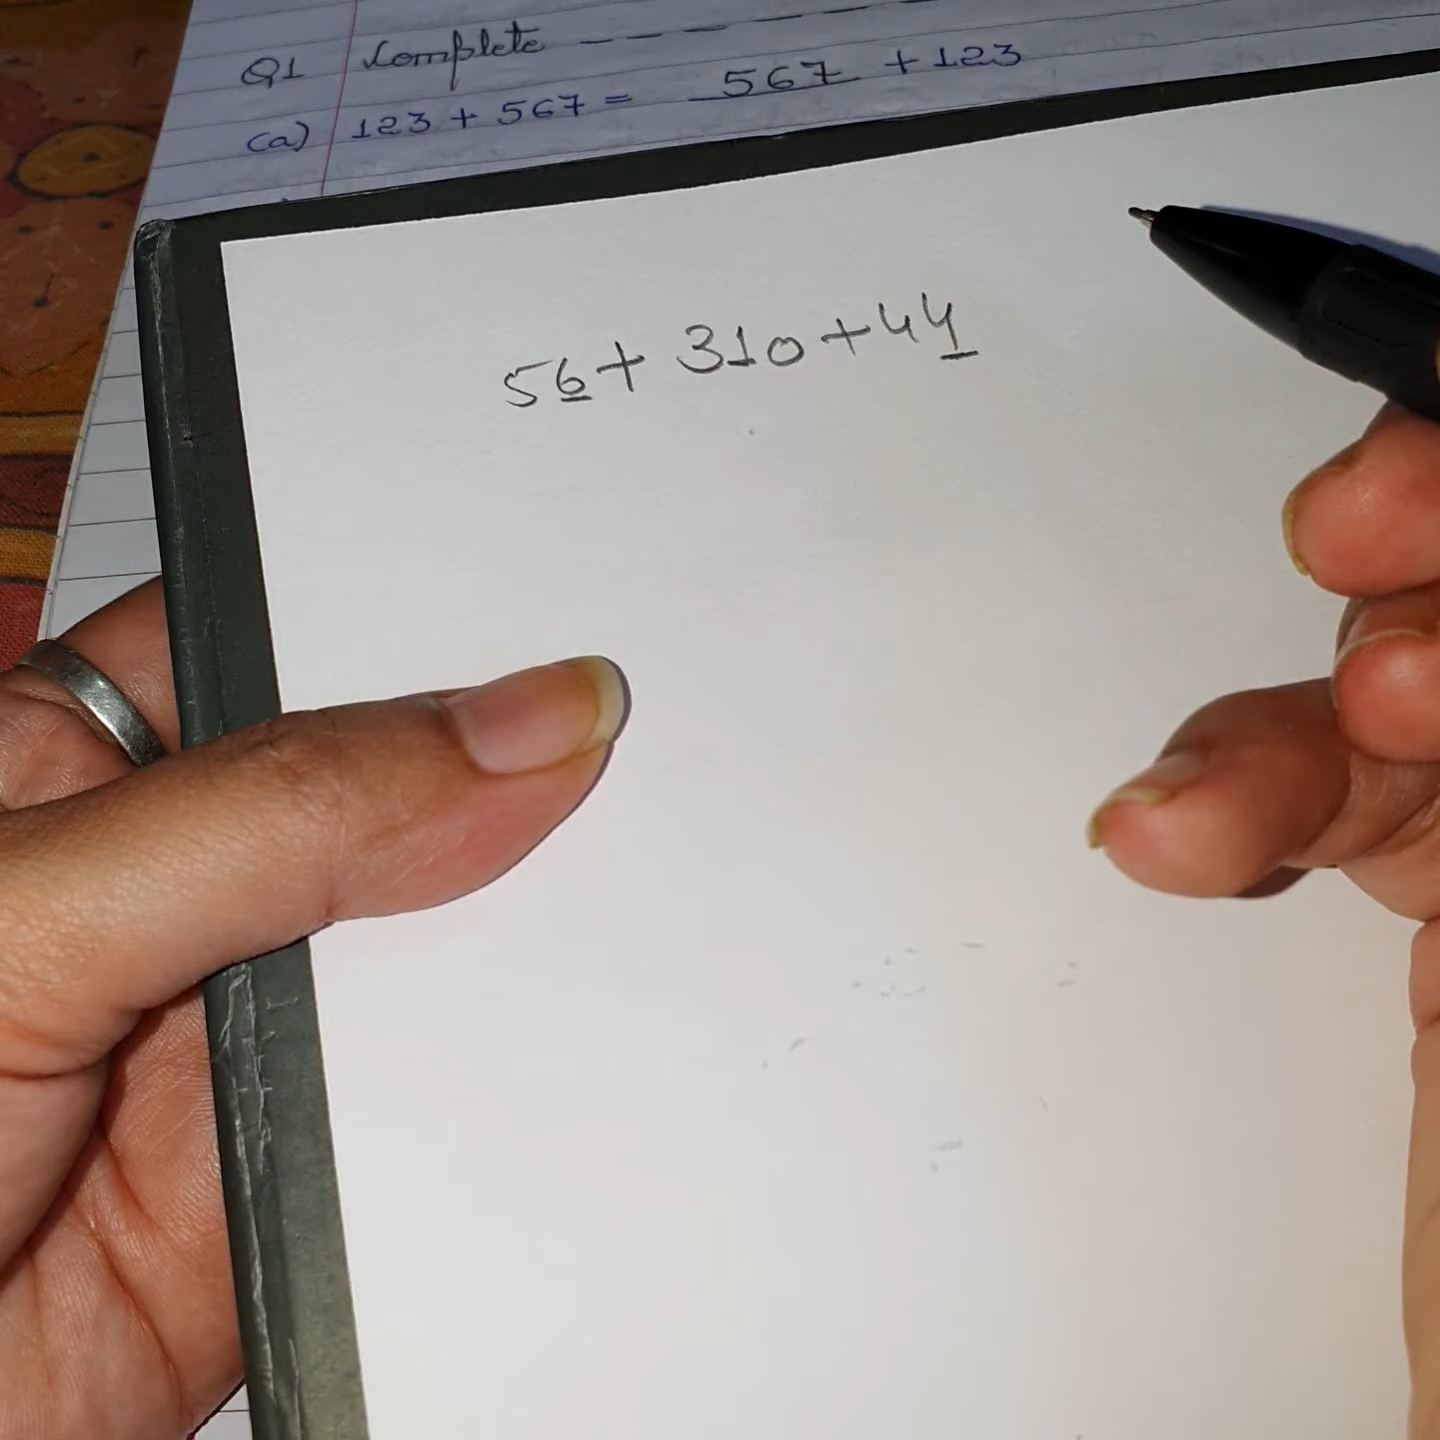 Q1 Complete - - - - - -
(a) 123 + 567 = 567 + 123
56 + 310 + 44